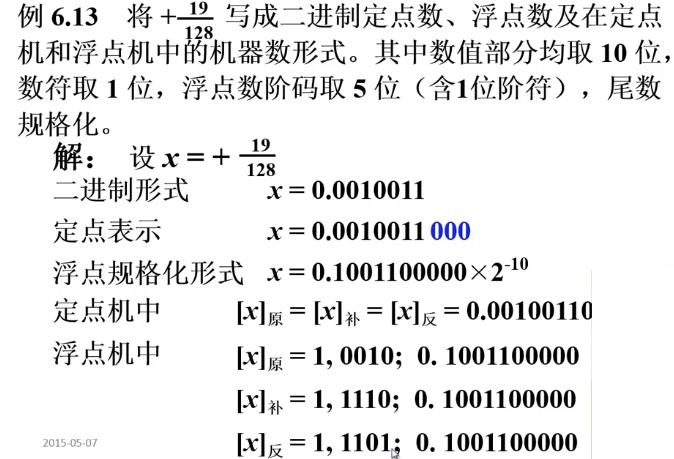 例 6.13 将 +19/128 写成二进制定点数、浮点数及在定点
机和浮点机中的机器数形式。其中数值部分均取 10 位，
数符取 1 位，浮点数阶码取 5 位（含1位阶符），尾数
规格化。
解： 设 x = + 19/128
二进制形式 x = 0.0010011
定点表示 x = 0.0010011 000
浮点规格化形式 x = 0.1001100000×2^-10
定点机中 [x]原 = [x]补 = [x]反 = 0.00100110
浮点机中 [x]原 = 1, 0010; 0. 1001100000
[x]补 = 1, 1110; 0. 1001100000
[x]反 = 1, 1101; 0. 1001100000
2015-05-07